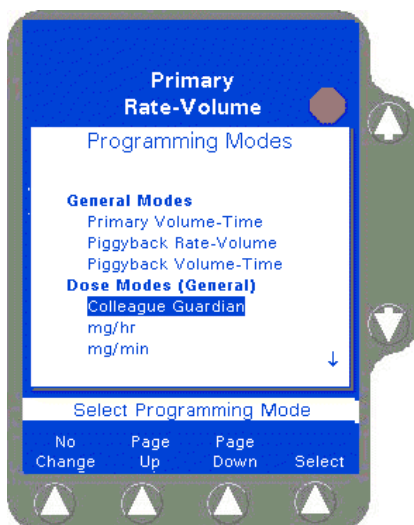 Primary
Rate-Volume
Programming Modes
General Modes
Primary Volume-Time
Piggyback Rate-Volume
Piggyback Volume-Time
Dose Modes (General)
Colleague Guardian
mg/hr
mg/min
↓
Select Programming Mode
No Page Page
Change Up Down Select